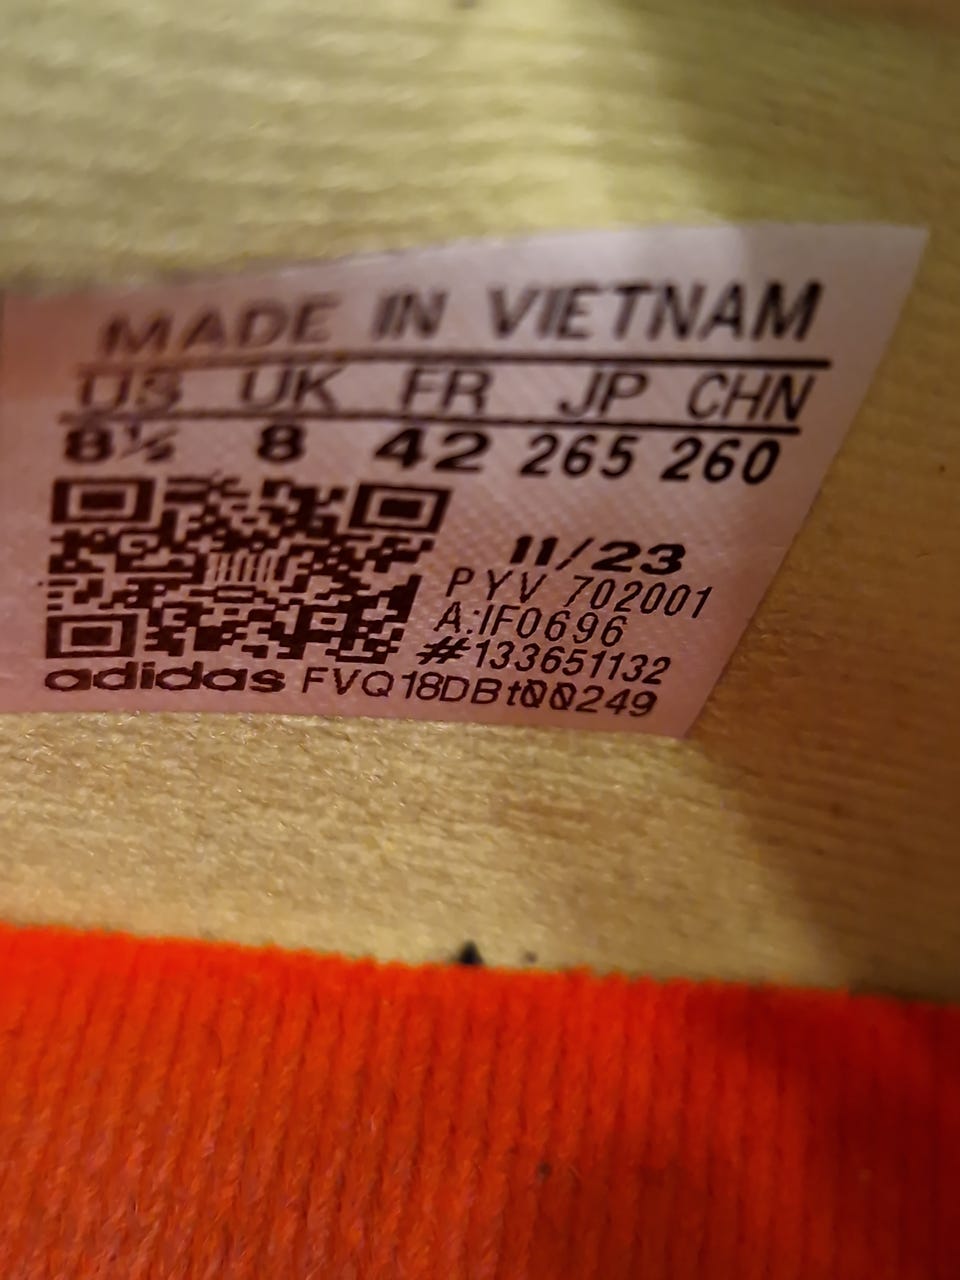 MADE IN VIETNAM
US UK FR JP CHN
8½ 8 42 265 260
11/23
PYV 702001
A:IF0696
#133651132
adidas FVQ18DBt00249